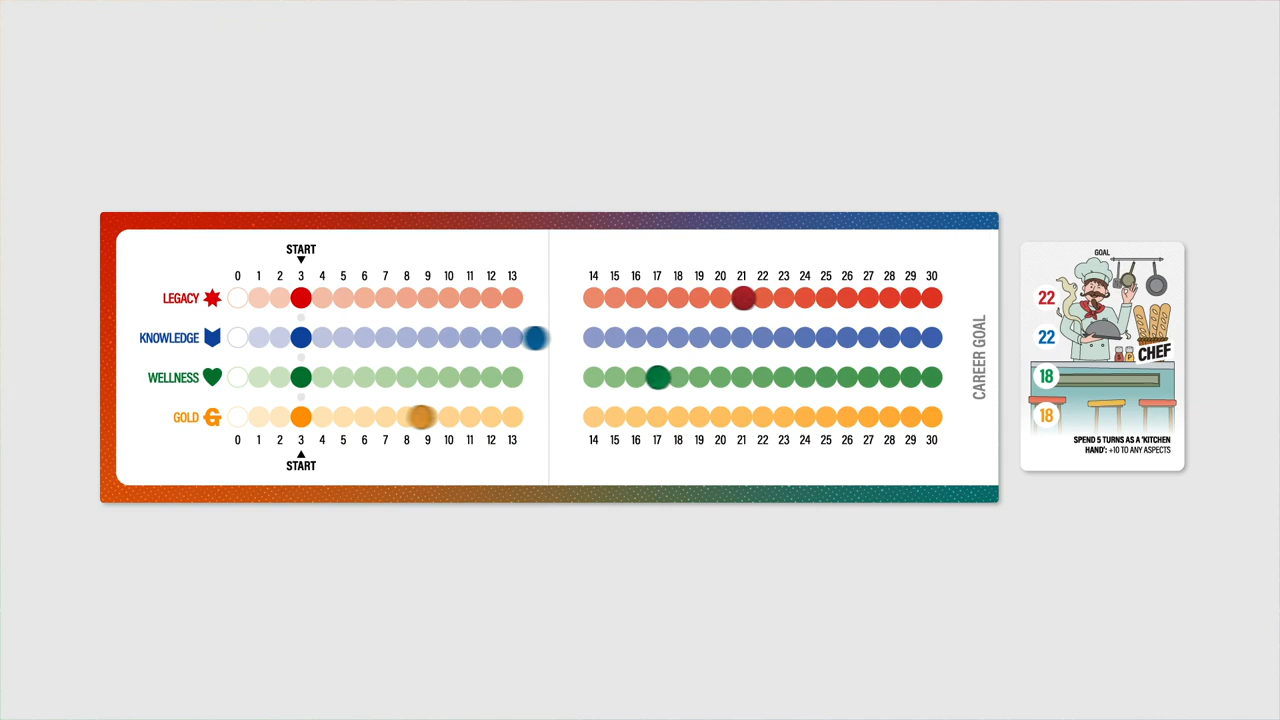 START
0 1 2 3 4 5 6 7 8 9 10 11 12 13 14 15 16 17 18 19 20 21 22 23 24 25 26 27 28 29 30
LEGACY
KNOWLEDGE
WELLNESS
GOLD
0 1 2 3 4 5 6 7 8 9 10 11 12 13 14 15 16 17 18 19 20 21 22 23 24 25 26 27 28 29 30
START
CAREER GOAL
GOAL
22
22
CHEF
18
18
SPEND 5 TURNS AS A 'KITCHEN
HAND': +10 TO ANY ASPECTS